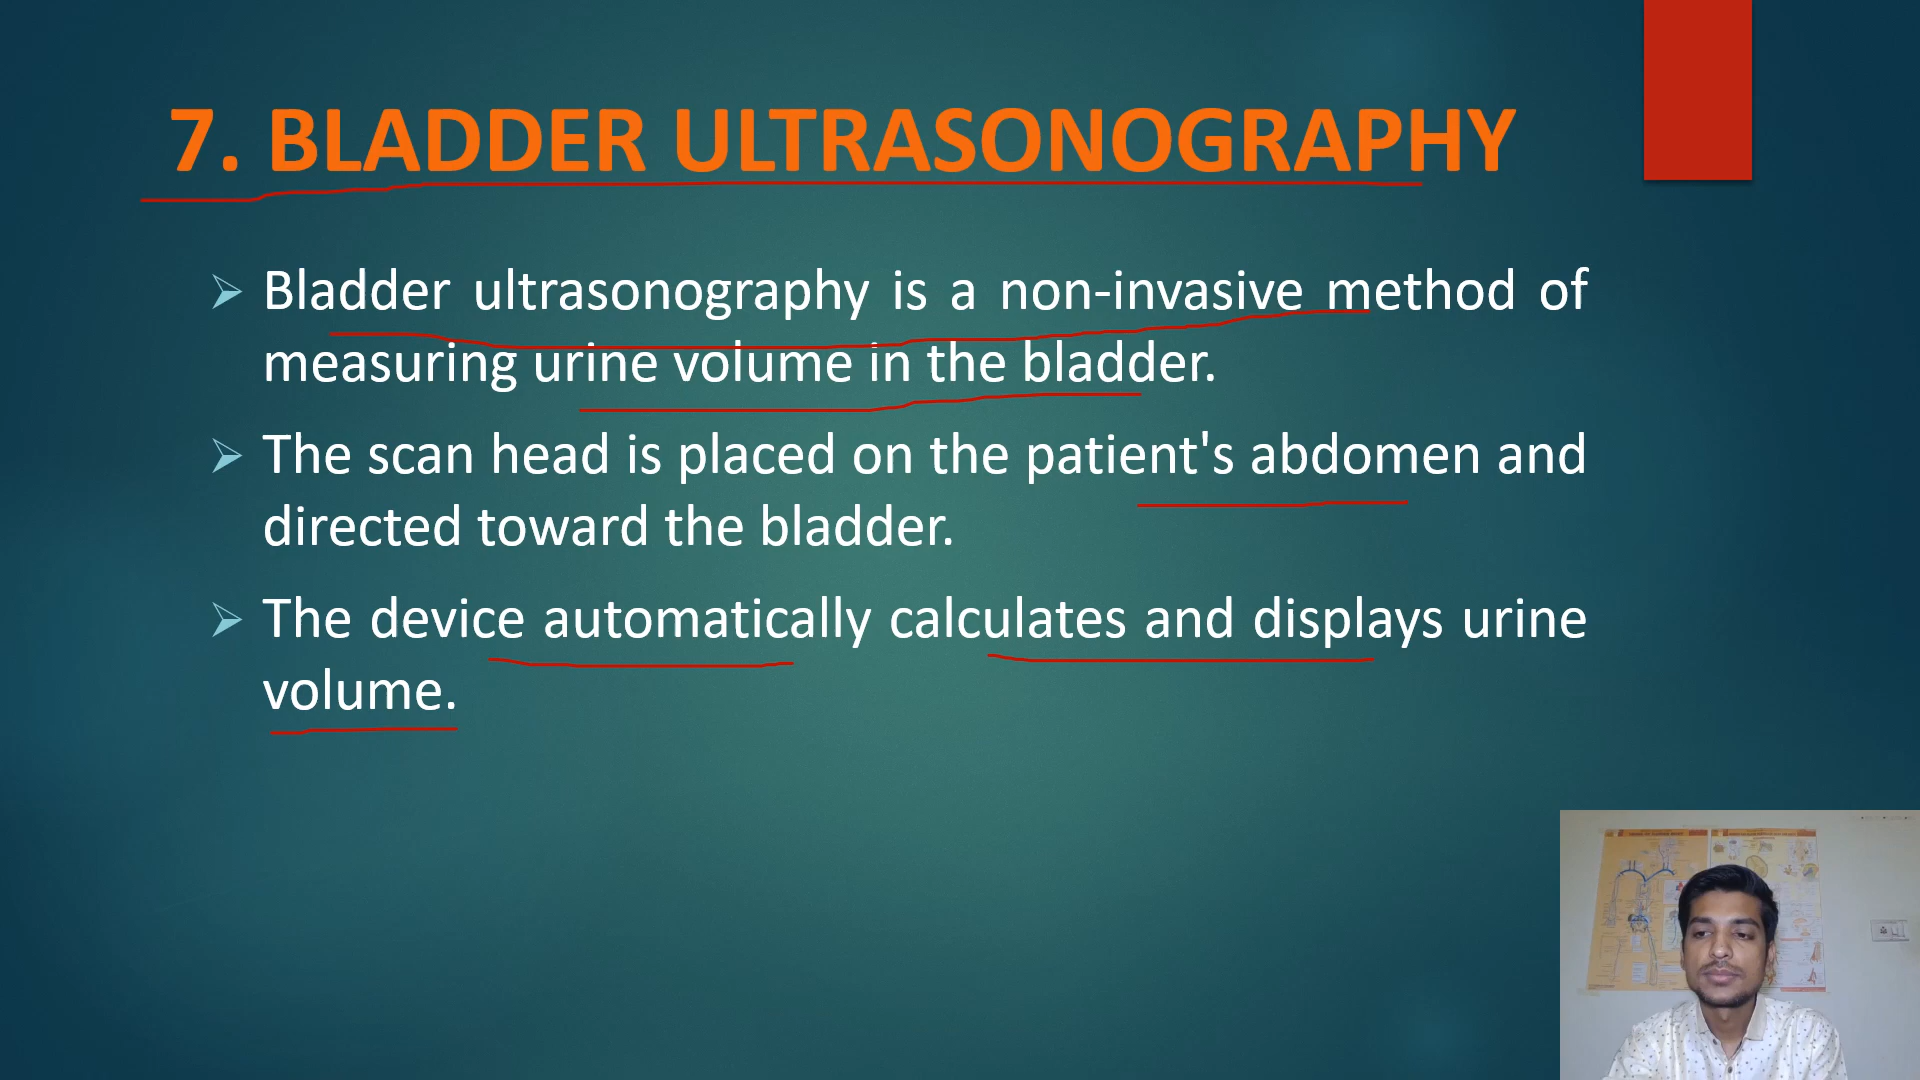 7. BLADDER ULTRASONOGRAPHY
Bladder ultrasonography is a non-invasive method of
measuring urine volume in the bladder.
The scan head is placed on the patient's abdomen and
directed toward the bladder.
The device automatically calculates and displays urine
volume.